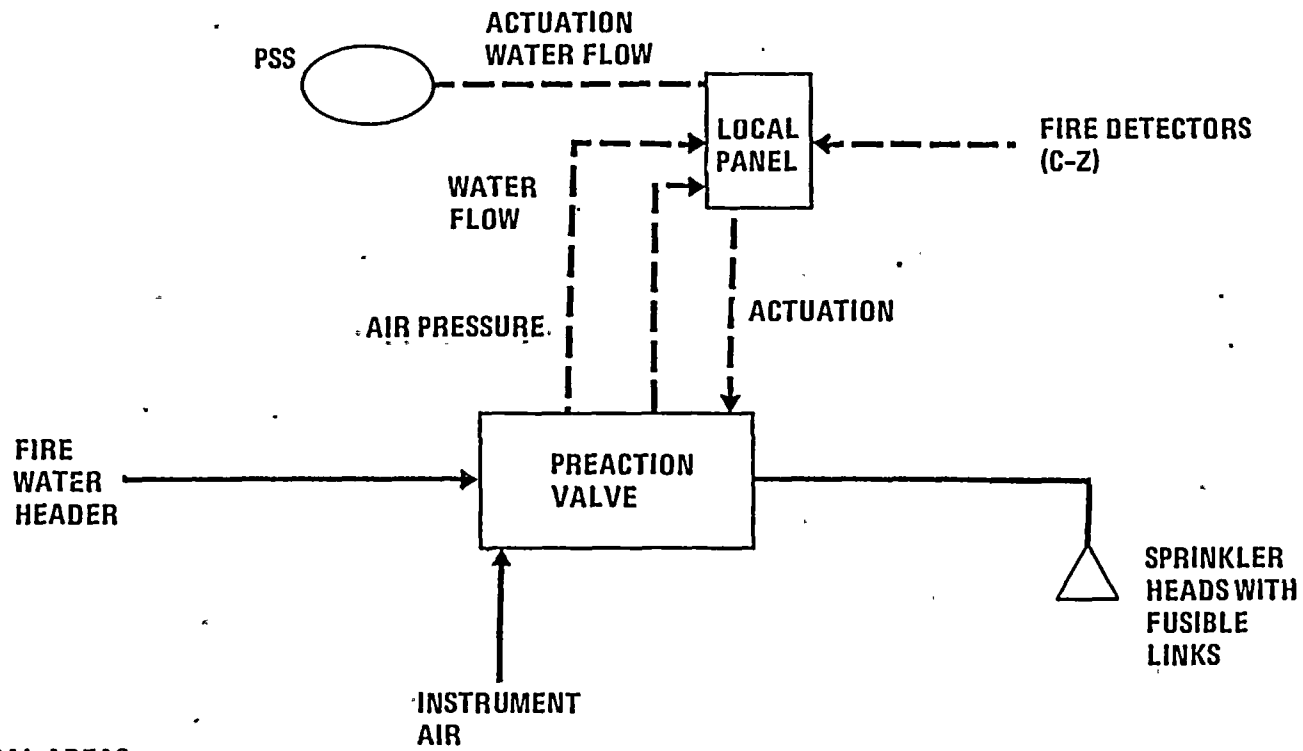 ACTUATION
WATER FLOW
PSS
LOCAL
PANEL
FIRE DETECTORS
(C-Z)
WATER
FLOW
AIR PRESSURE
ACTUATION
FIRE
WATER
HEADER
PREACTION
VALVE
SPRINKLER
HEADS WITH
FUSIBLE
LINKS
INSTRUMENT
AIR